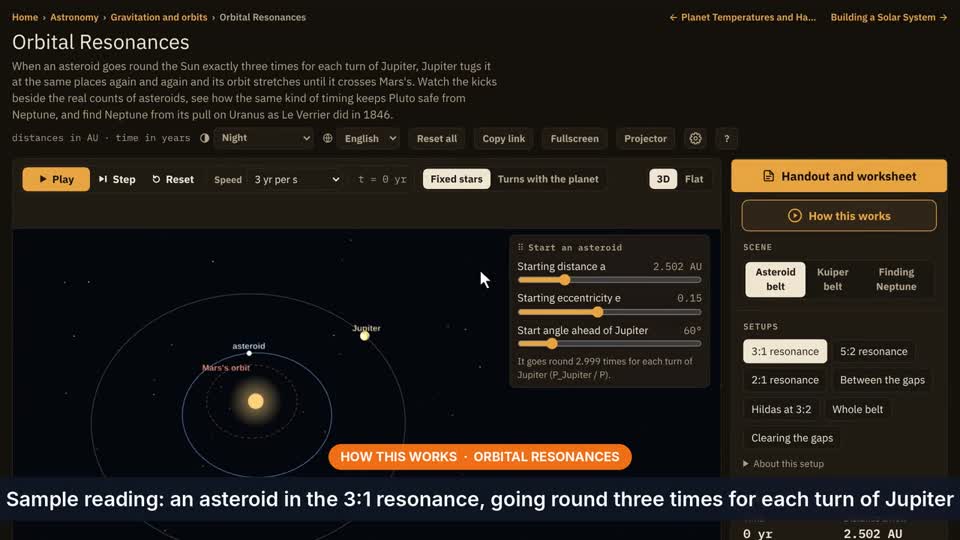 Home › Astronomy › Gravitation and orbits › Orbital Resonances
← Planet Temperatures and Ha... Building a Solar System →
Orbital Resonances
When an asteroid goes round the Sun exactly three times for each turn of Jupiter, Jupiter tugs it
at the same places again and again and its orbit stretches until it crosses Mars's. Watch the kicks
beside the real counts of asteroids, see how the same kind of timing keeps Pluto safe from
Neptune, and find Neptune from its pull on Uranus as Le Verrier did in 1846.
distances in AU · time in years Night English Reset all Copy link Fullscreen Projector ?
Play Step Reset Speed 3 yr per s t = 0 yr Fixed stars Turns with the planet 3D Flat
Handout and worksheet
How this works
SCENE
Asteroid belt
Kuiper belt
Finding Neptune
SETUPS
3:1 resonance 5:2 resonance
2:1 resonance Between the gaps
Hildas at 3:2 Whole belt
Clearing the gaps
About this setup
Start an asteroid
Starting distance a 2.502 AU
Starting eccentricity e 0.15
Start angle ahead of Jupiter 60°
It goes round 2.999 times for each turn of
Jupiter (P_Jupiter / P).
Jupiter
asteroid
Mars's orbit
HOW THIS WORKS · ORBITAL RESONANCES
Sample reading: an asteroid in the 3:1 resonance, going round three times for each turn of Jupiter
0 yr 2.502 AU